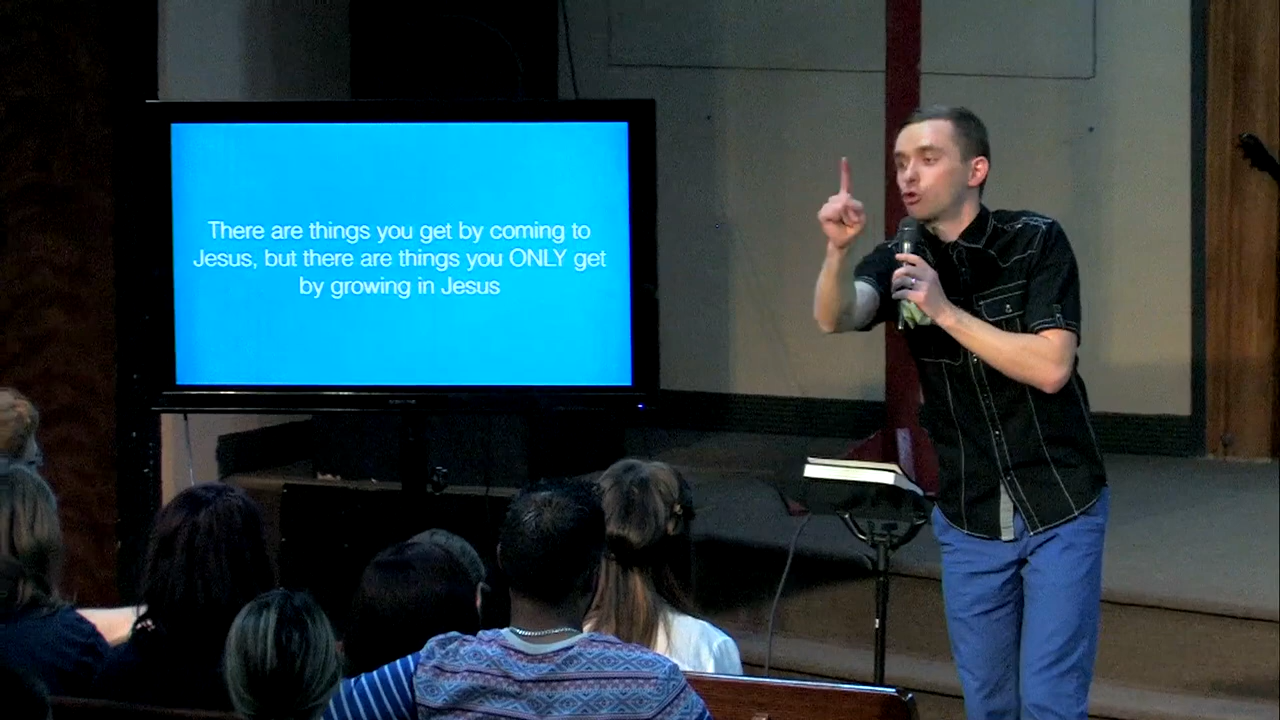 There are things you get by coming to
Jesus, but there are things you ONLY get
by growing in Jesus